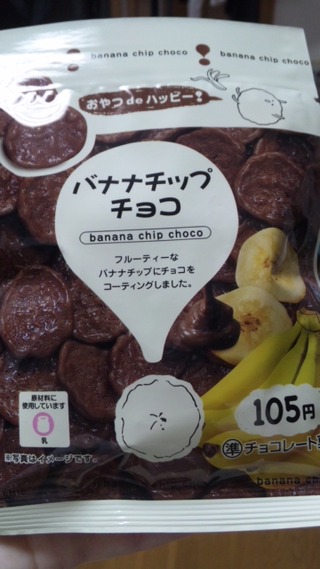 banana chip choco
banana chip choco
おやつdeハッピー!
バナナチップ
チョコ
banana chip choco
フルーティーな
バナナチップにチョコを
コーティングしました。
原材料に
使用しています
乳
105円
※写真はイメージです。
準チョコレート
banana ch